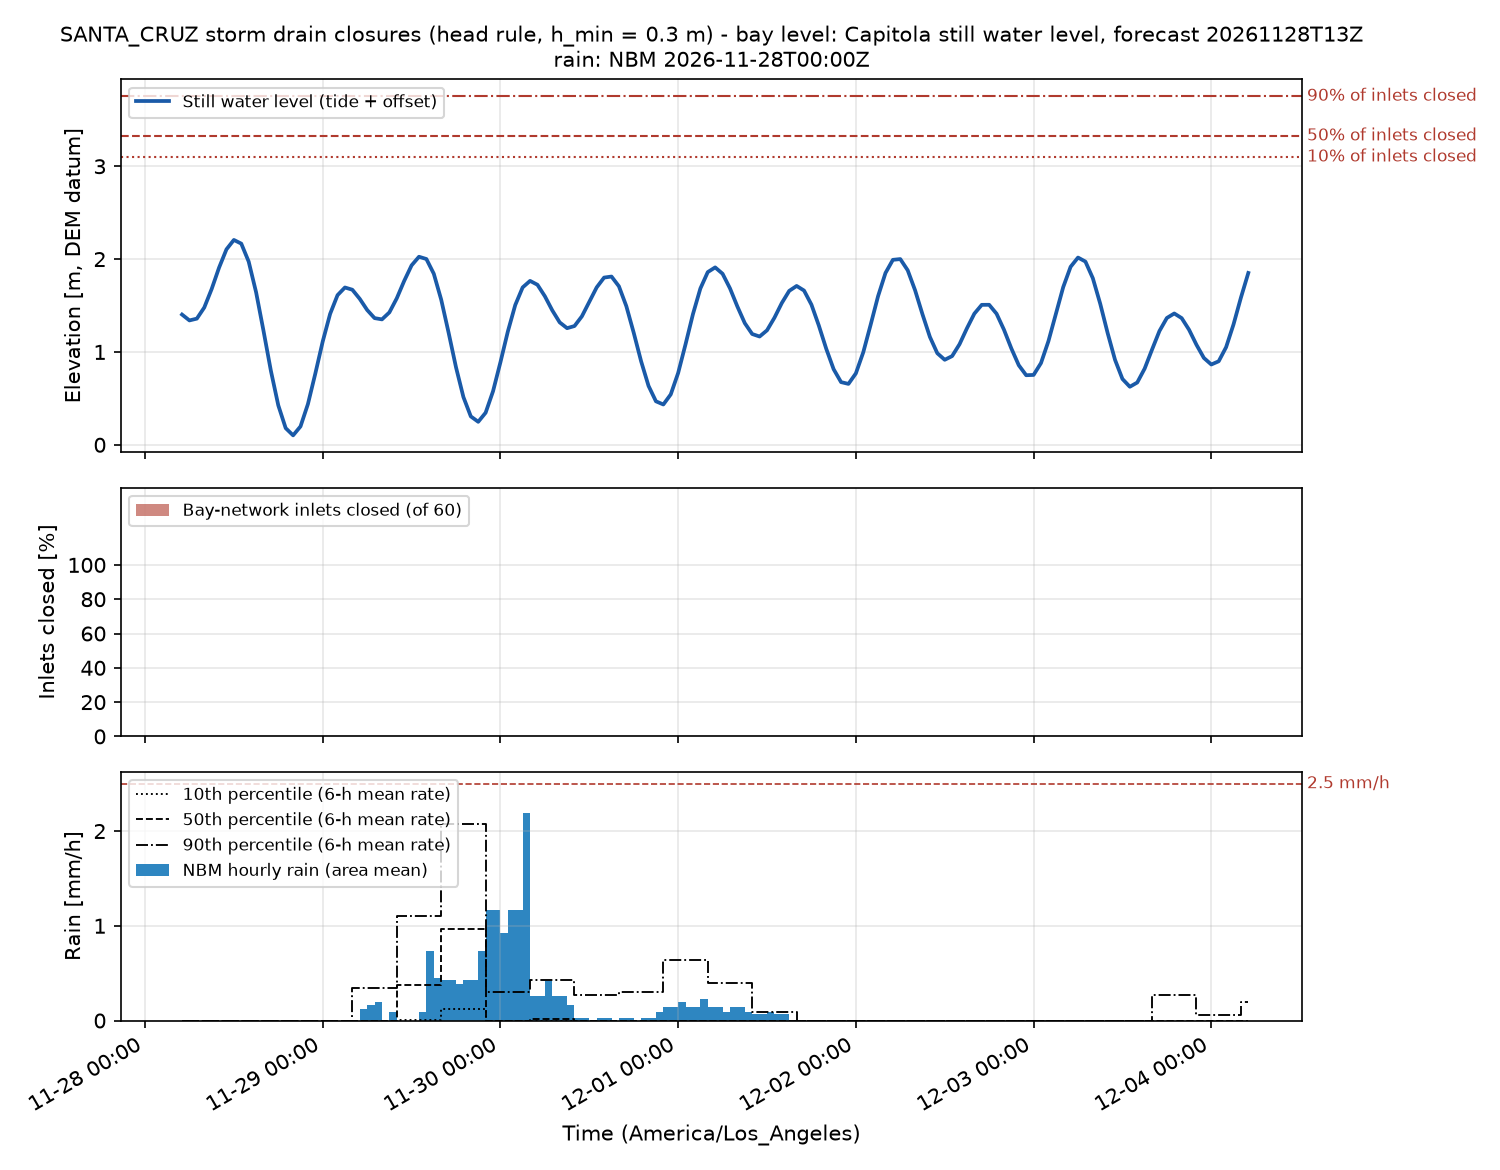 SANTA_CRUZ storm drain closures (head rule, h_min = 0.3 m) - bay level: Capitola still water level, forecast 20261128T13Z
rain: NBM 2026-11-28T00:00Z
Still water level (tide + offset)
90% of inlets closed
50% of inlets closed
10% of inlets closed
Elevation [m, DEM datum]
3
2
1
0
Bay-network inlets closed (of 60)
Inlets closed [%]
100
80
60
40
20
0
10th percentile (6-h mean rate)
50th percentile (6-h mean rate)
90th percentile (6-h mean rate)
NBM hourly rain (area mean)
2.5 mm/h
Rain [mm/h]
2
1
0
11-28 00:00
11-29 00:00
11-30 00:00
12-01 00:00
12-02 00:00
12-03 00:00
12-04 00:00
Time (America/Los_Angeles)